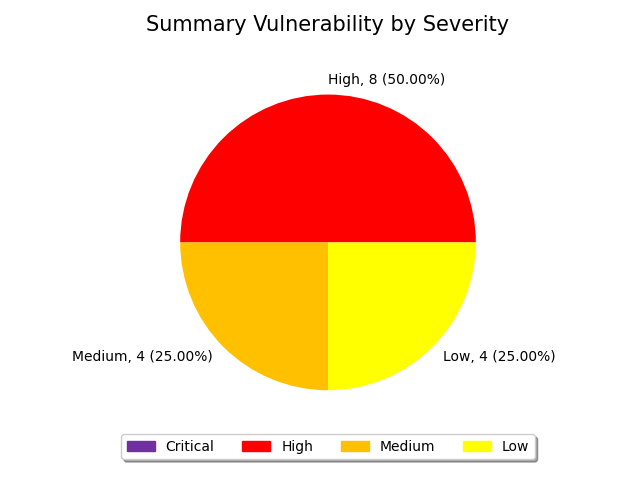 Summary Vulnerability by Severity
High, 8 (50.00%)
Medium, 4 (25.00%)
Low, 4 (25.00%)
Critical
High
Medium
Low